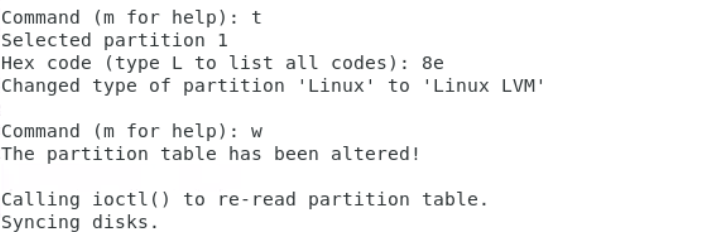 Command (m for help): t
Selected partition 1
Hex code (type L to list all codes): 8e
Changed type of partition 'Linux' to 'Linux LVM'
Command (m for help): w
The partition table has been altered!
Calling ioctl() to re-read partition table.
Syncing disks.